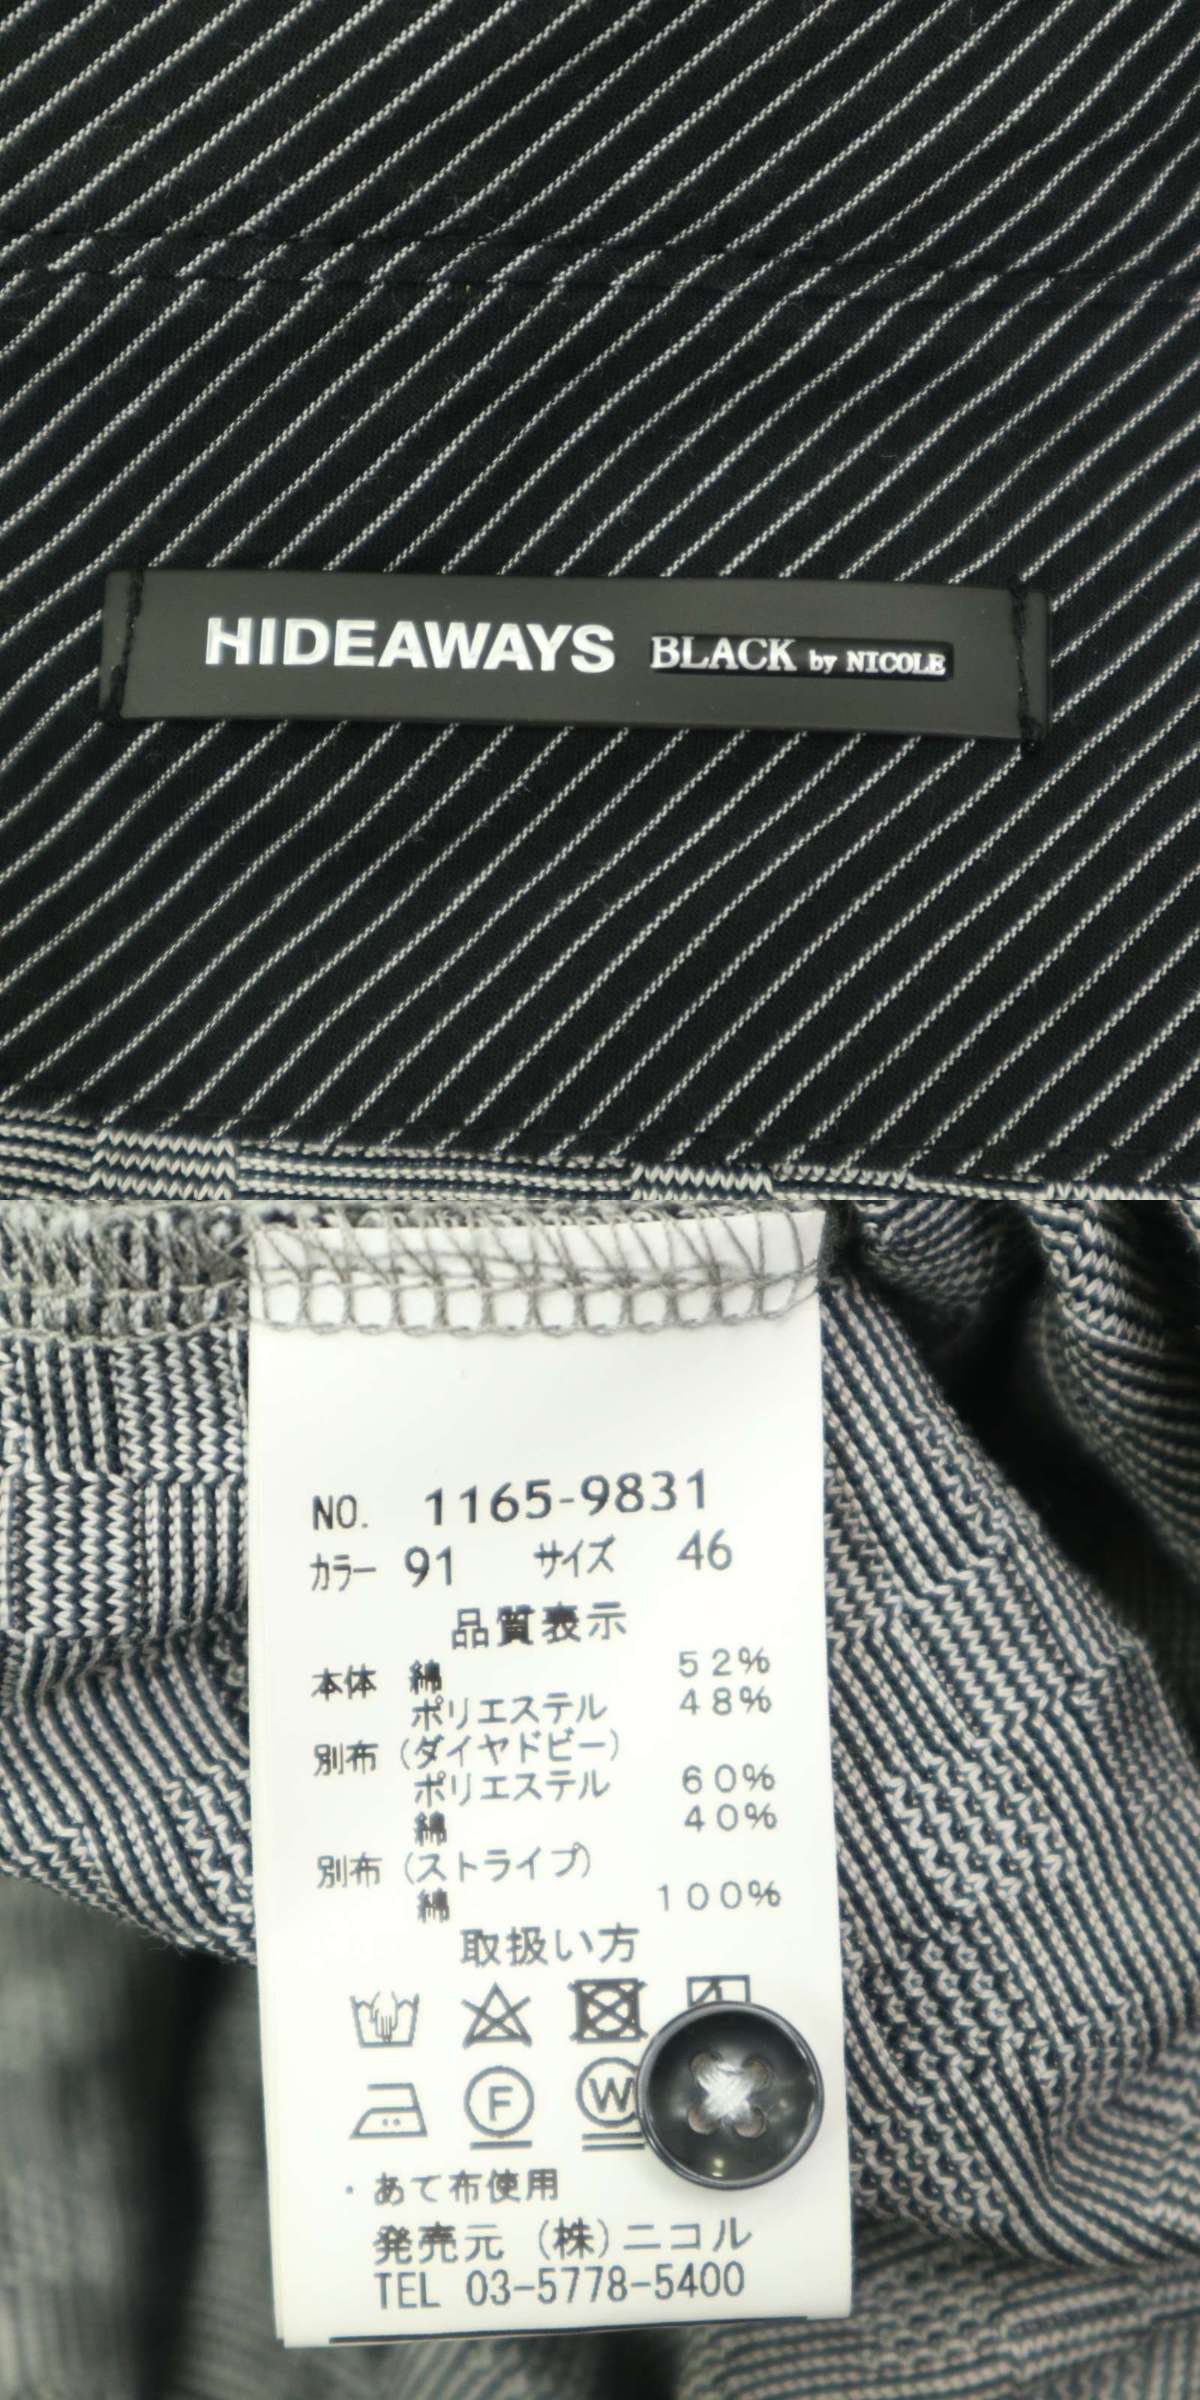 HIDEAWAYS BLACK by NICOLE
NO. 1165-9831
カラー 91 サイズ 46
品質表示
本体 綿 52%
ポリエステル 48%
別布(ダイヤドビー)
ポリエステル 60%
綿 40%
別布(ストライプ)
綿 100%
取扱い方
F W
・あて布使用
発売元 (株)ニコル
TEL 03-5778-5400